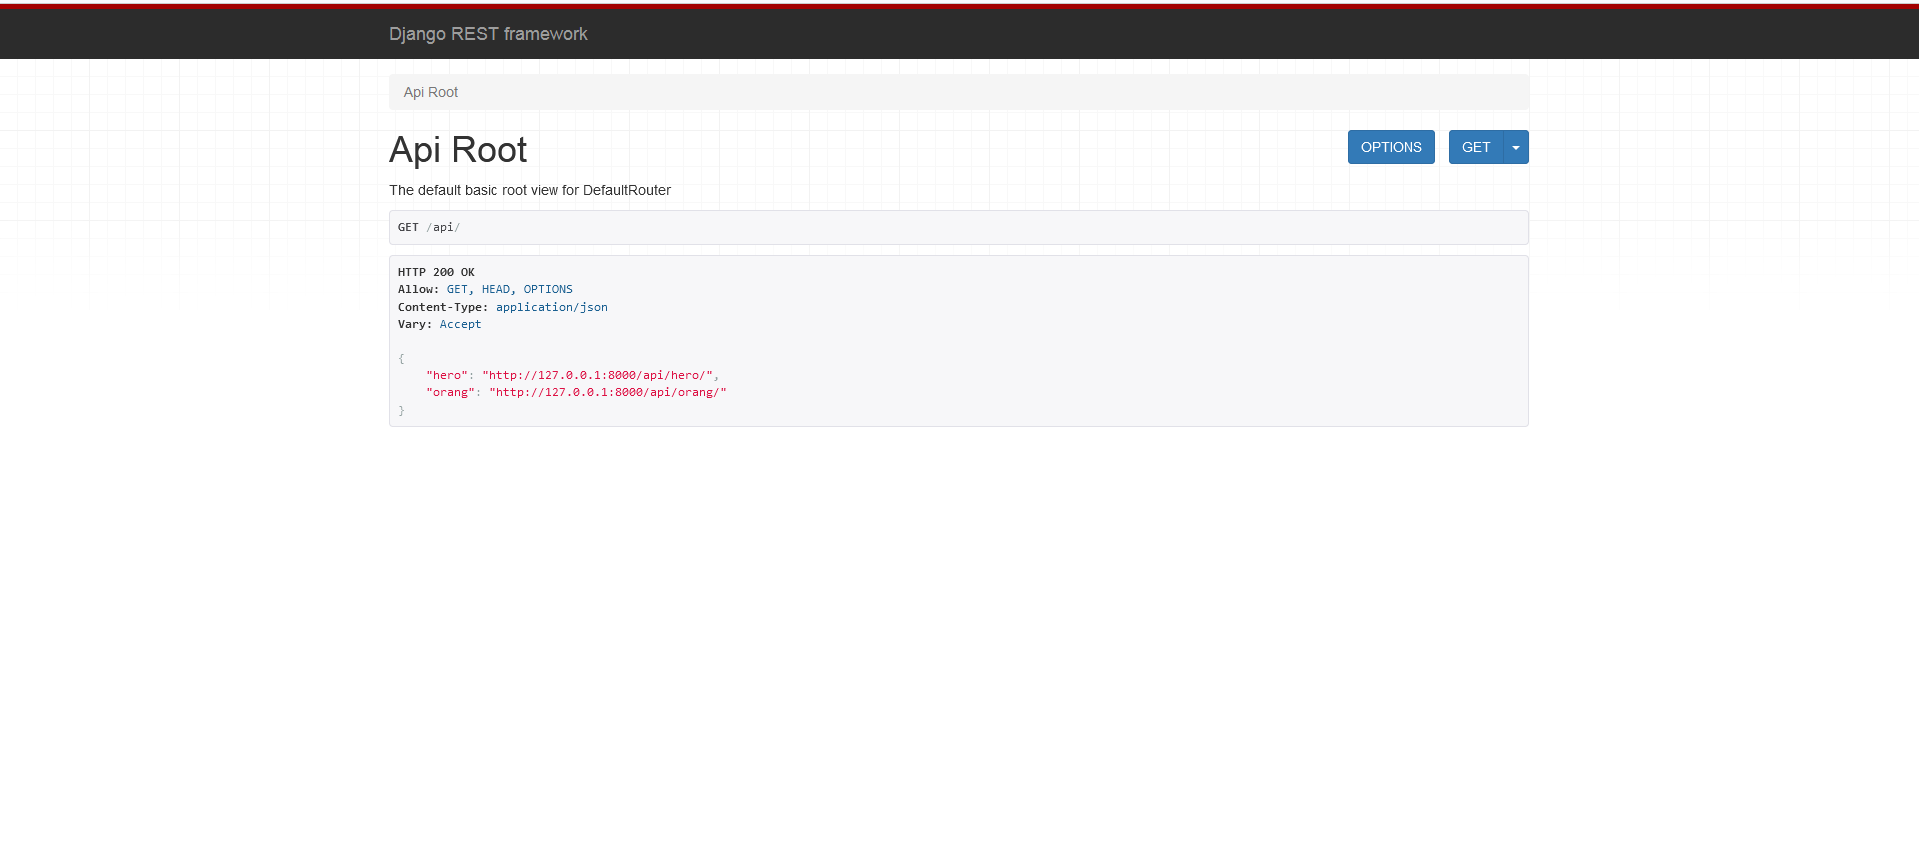 Django REST framework
Api Root
Api Root
OPTIONS
GET
The default basic root view for DefaultRouter
GET /api/
HTTP 200 OK
Allow: GET, HEAD, OPTIONS
Content-Type: application/json
Vary: Accept
{
    "hero": "http://127.0.0.1:8000/api/hero/",
    "orang": "http://127.0.0.1:8000/api/orang/"
}